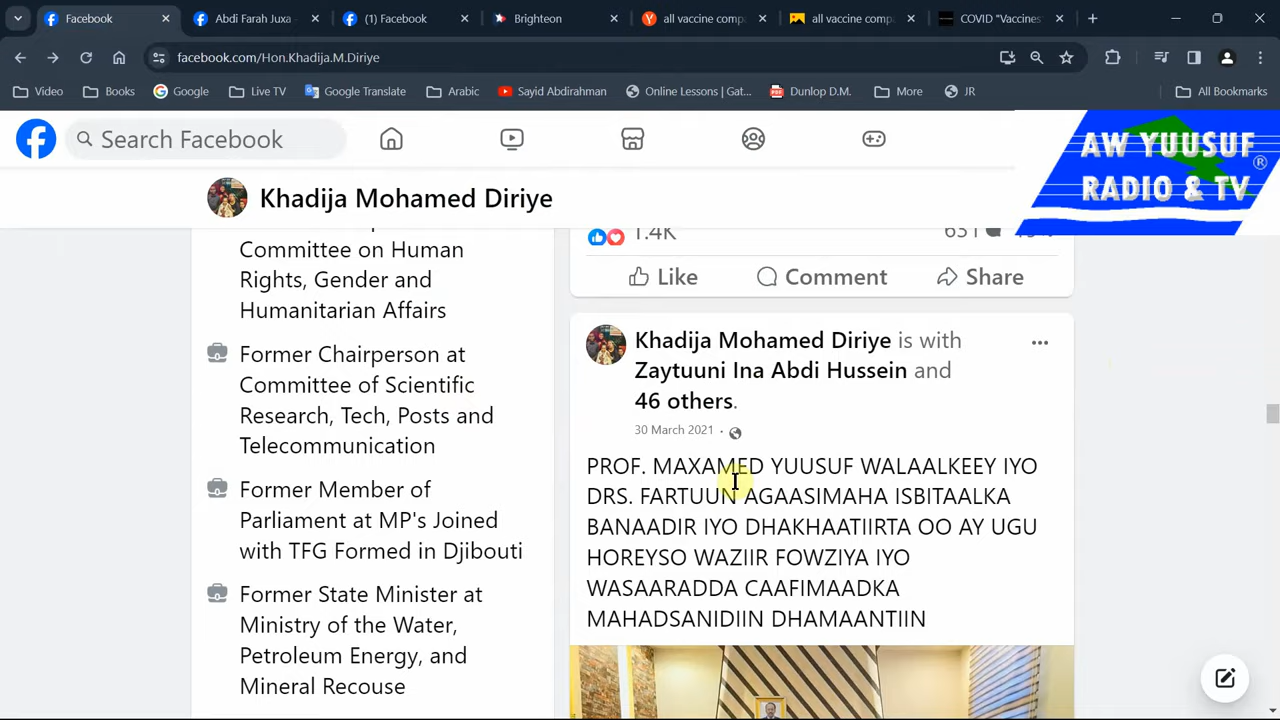 Facebook
Abdi Farah Juxa -
(1) Facebook
Brighteon
all vaccine comp
all vaccine comp
COVID "Vaccines
facebook.com/Hon.Khadija.M.Diriye
Video
Books
Google
Live TV
Google Translate
Arabic
Sayid Abdirahman
Online Lessons | Gat...
Dunlop D.M.
More
JR
All Bookmarks
Search Facebook
AW YUUSUF
RADIO & TV
®
Khadija Mohamed Diriye
Committee on Human
Rights, Gender and
Humanitarian Affairs
Former Chairperson at
Committee of Scientific
Research, Tech, Posts and
Telecommunication
Former Member of
Parliament at MP's Joined
with TFG Formed in Djibouti
Former State Minister at
Ministry of the Water,
Petroleum Energy, and
Mineral Recouse
1.4K
631
Like
Comment
Share
Khadija Mohamed Diriye is with
Zaytuuni Ina Abdi Hussein and
46 others.
30 March 2021 ·
PROF. MAXAMED YUUSUF WALAALKEEY IYO
DRS. FARTUUN AGAASIMAHA ISBITAALKA
BANAADIR IYO DHAKHAATIIRTA OO AY UGU
HOREYSO WAZIIR FOWZIYA IYO
WASAARADDA CAAFIMAADKA
MAHADSANIDIIN DHAMAANTIIN